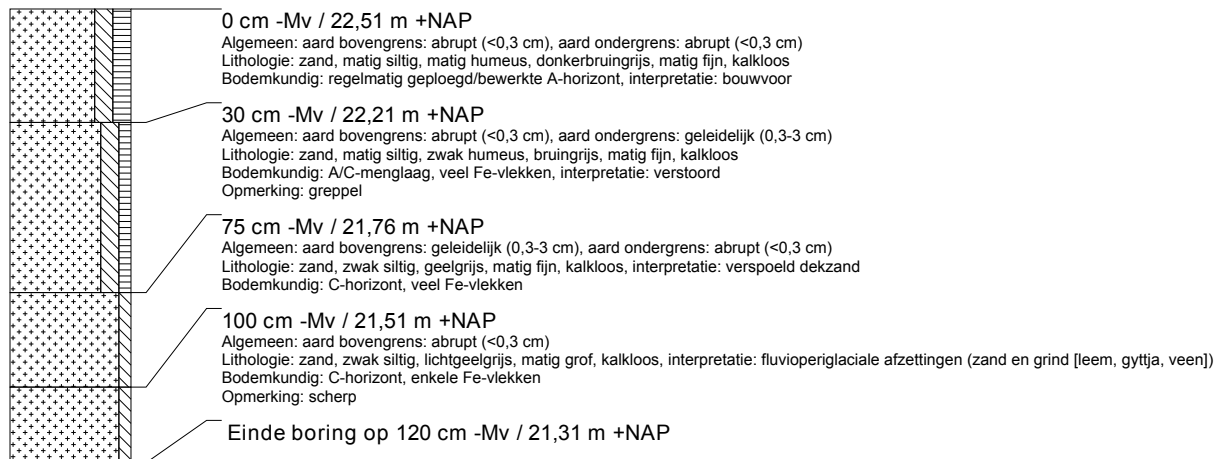 0 cm -Mv / 22,51 m +NAP
Algemeen: aard bovengrens: abrupt (<0,3 cm), aard ondergrens: abrupt (<0,3 cm)
Lithologie: zand, matig siltig, matig humeus, donkerbruingrijs, matig fijn, kalkloos
Bodemkundig: regelmatig geploegd/bewerkte A-horizont, interpretatie: bouwvoor
30 cm -Mv / 22,21 m +NAP
Algemeen: aard bovengrens: abrupt (<0,3 cm), aard ondergrens: geleidelijk (0,3-3 cm)
Lithologie: zand, matig siltig, zwak humeus, bruingrijs, matig fijn, kalkloos
Bodemkundig: A/C-menglaag, veel Fe-vlekken, interpretatie: verstoord
Opmerking: greppel
75 cm -Mv / 21,76 m +NAP
Algemeen: aard bovengrens: geleidelijk (0,3-3 cm), aard ondergrens: abrupt (<0,3 cm)
Lithologie: zand, zwak siltig, geelgrijs, matig fijn, kalkloos, interpretatie: verspoeld dekzand
Bodemkundig: C-horizont, veel Fe-vlekken
100 cm -Mv / 21,51 m +NAP
Algemeen: aard bovengrens: abrupt (<0,3 cm)
Lithologie: zand, zwak siltig, lichtgeelgrijs, matig grof, kalkloos, interpretatie: fluvioperiglaciale afzettingen (zand en grind [leem, gyttja, veen])
Bodemkundig: C-horizont, enkele Fe-vlekken
Opmerking: scherp
Einde boring op 120 cm -Mv / 21,31 m +NAP